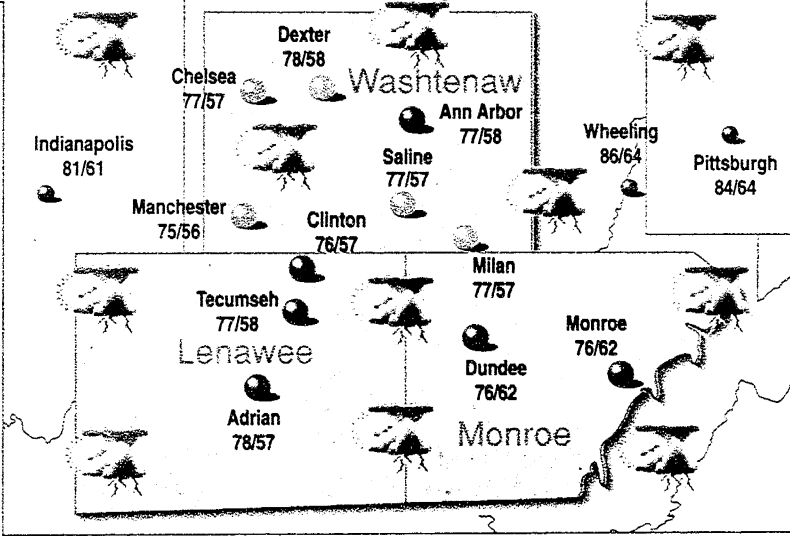 Dexter
78/58
Chelsea
77/57
Washtenaw
Ann Arbor
77/58
Indianapolis
81/61
Wheeling
86/64
Pittsburgh
84/64
Saline
77/57
Manchester
75/56
Clinton
76/57
Milan
77/57
Tecumseh
77/58
Lenawee
Monroe
76/62
Dundee
76/62
Adrian
78/57
Monroe